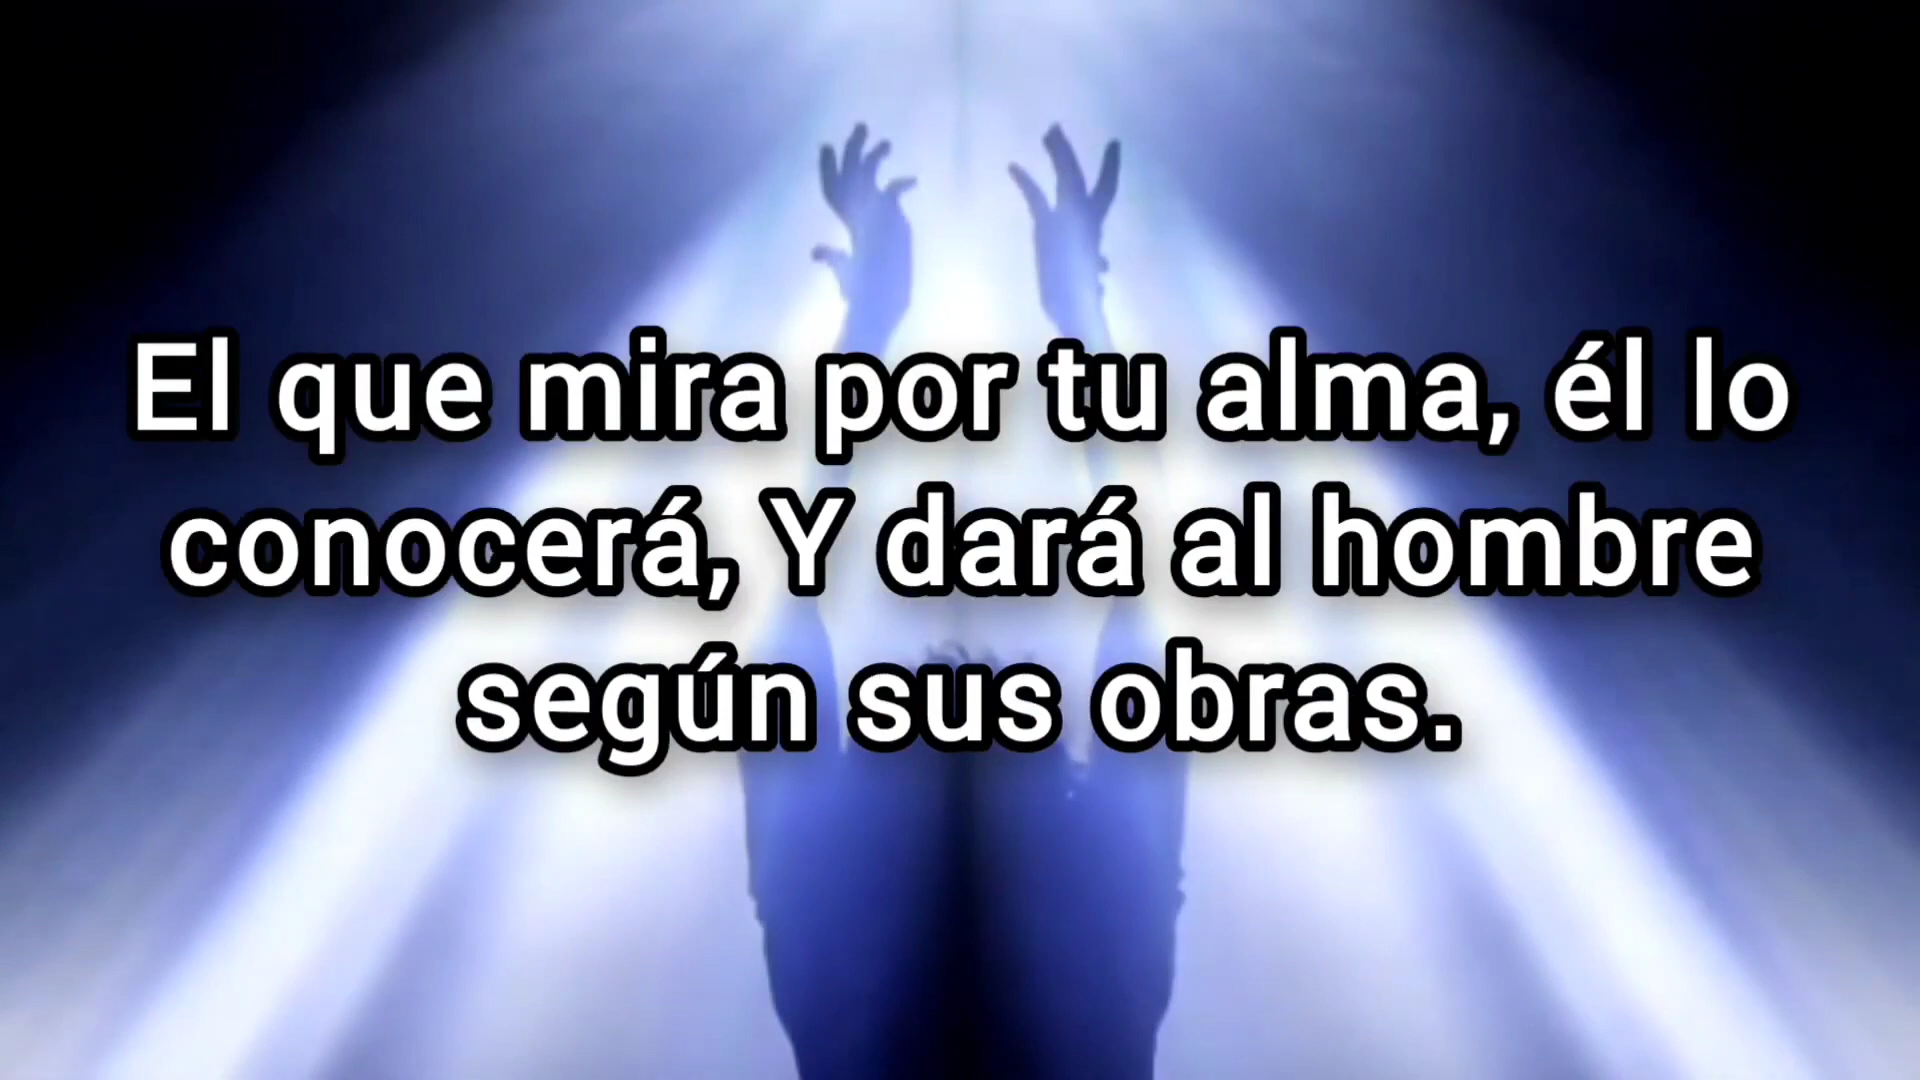 El que mira por tu alma, él lo
conocerá, Y dará al hombre
según sus obras.